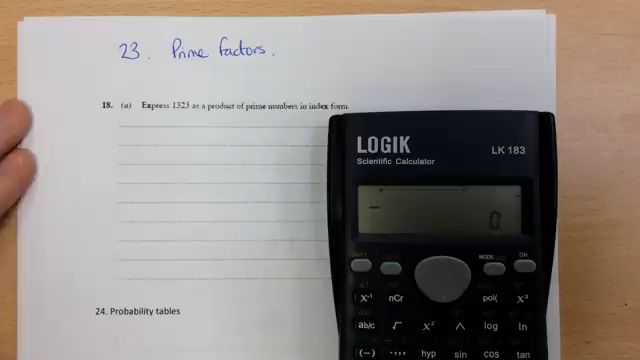 23. Prime Factors.
18. (a) Express 1323 as a product of prime numbers in index form.
LOGIK
Scientific Calculator
LK 183
0
MODE
ON
x⁻¹ nCr pol( x³
ab/c √ x² ^ log ln
(-) hyp sin cos tan
24. Probability tables